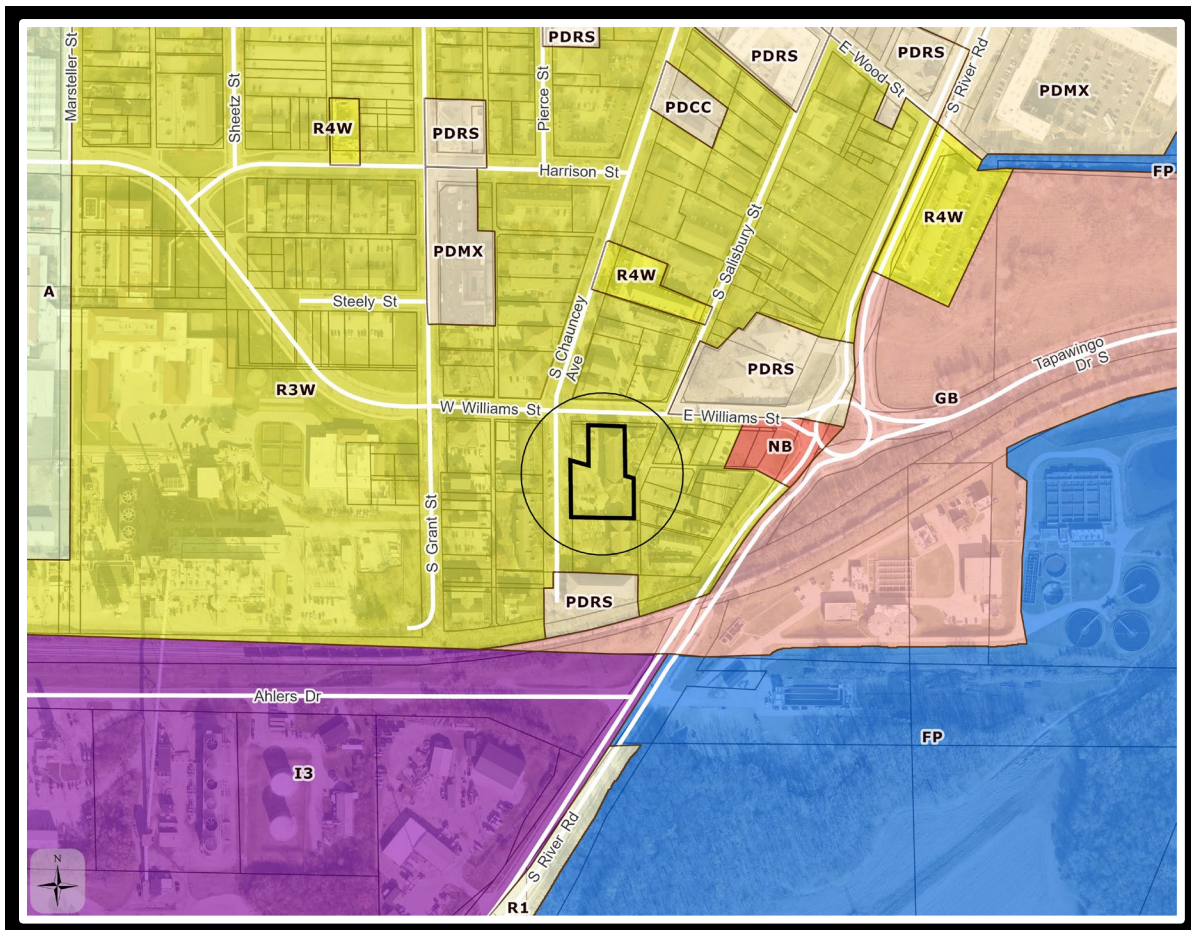 PDRS
PDRS
PDRS
E Wood St
S River Rd
Marsteller St
Sheetz St
Pierce St
PDMX
PDCC
R4W
PDRS
Harrison St
FP
R4W
S Salisbury St
PDMX
R4W
A
Steely St
S Chauncey
Ave
Tapawingo
Dr S
PDRS
R3W
GB
W Williams St
E Williams St
NB
S Grant St
PDRS
Ahlers Dr
FP
I3
S River Rd
N
R1